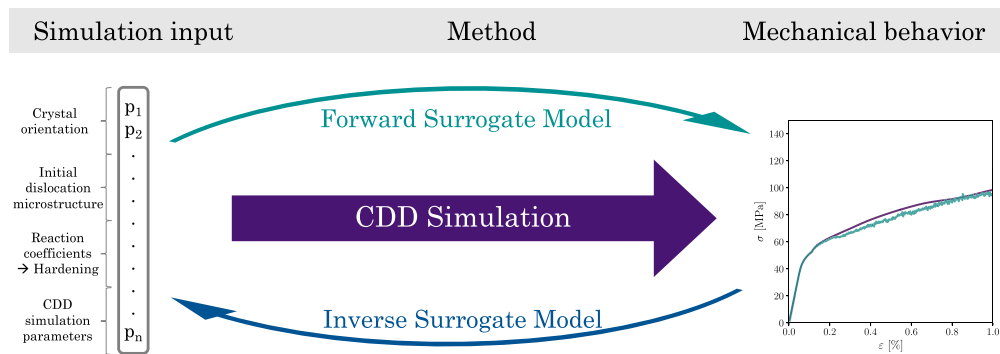 Simulation input
Method
Mechanical behavior
Crystal
orientation
Initial
dislocation
microstructure
Reaction
coefficients
→ Hardening
CDD
simulation
parameters
p1
p2
.
.
.
.
.
.
.
.
pn
Forward Surrogate Model
CDD Simulation
Inverse Surrogate Model
σ [MPa]
140
120
100
80
60
40
20
0
0.0 0.2 0.4 0.6 0.8 1.0
ε [%]